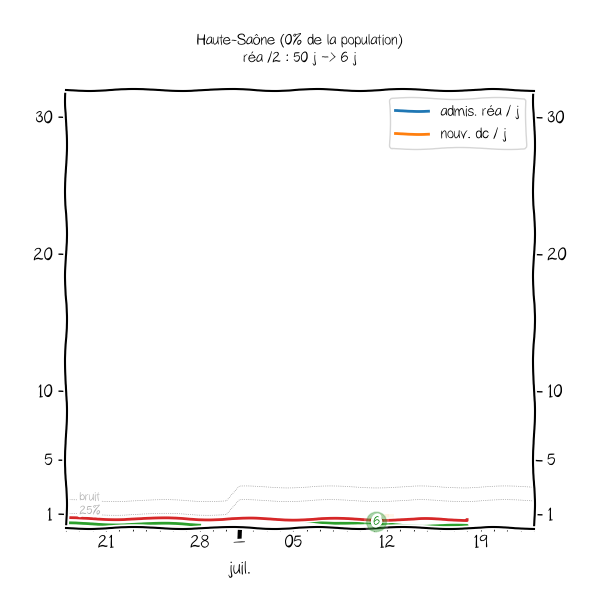 Haute-Saône (0% de la population)
réa /2 : 50 j -> 6 j
admis. réa / j
nouv. dc / j
30
30
20
20
10
10
5
5
bruit
25%
1
1
6
21
28
05
12
19
juil.